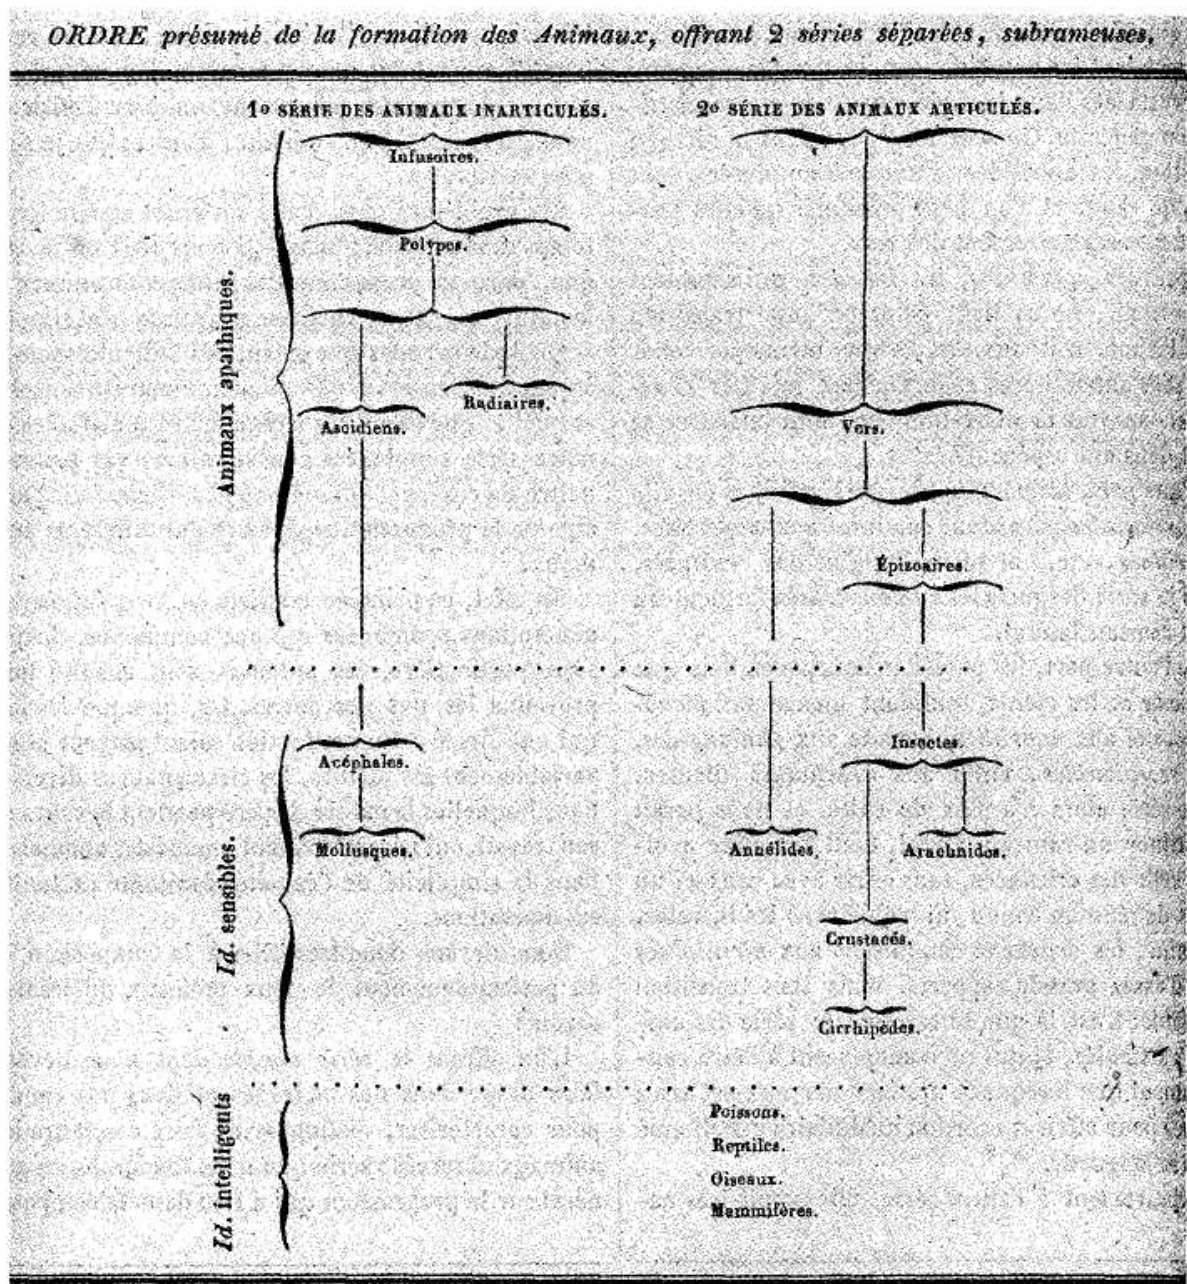 ORDRE présumé de la formation des Animaux, offrant 2 séries séparées, subrameuses.
1º SÉRIE DES ANIMAUX INARTICULÉS.
2º SÉRIE DES ANIMAUX ARTICULÉS.
Animaux apathiques.
Infusoires.
Polypes.
Radiaires.
Ascidiens.
Vers.
Épizoaires.
Id. sensibles.
Acéphales.
Insectes.
Mollusques.
Annélides.
Arachnides.
Crustacés.
Cirrhipèdes.
Id. intelligents
Poissons.
Reptiles.
Oiseaux.
Mammifères.